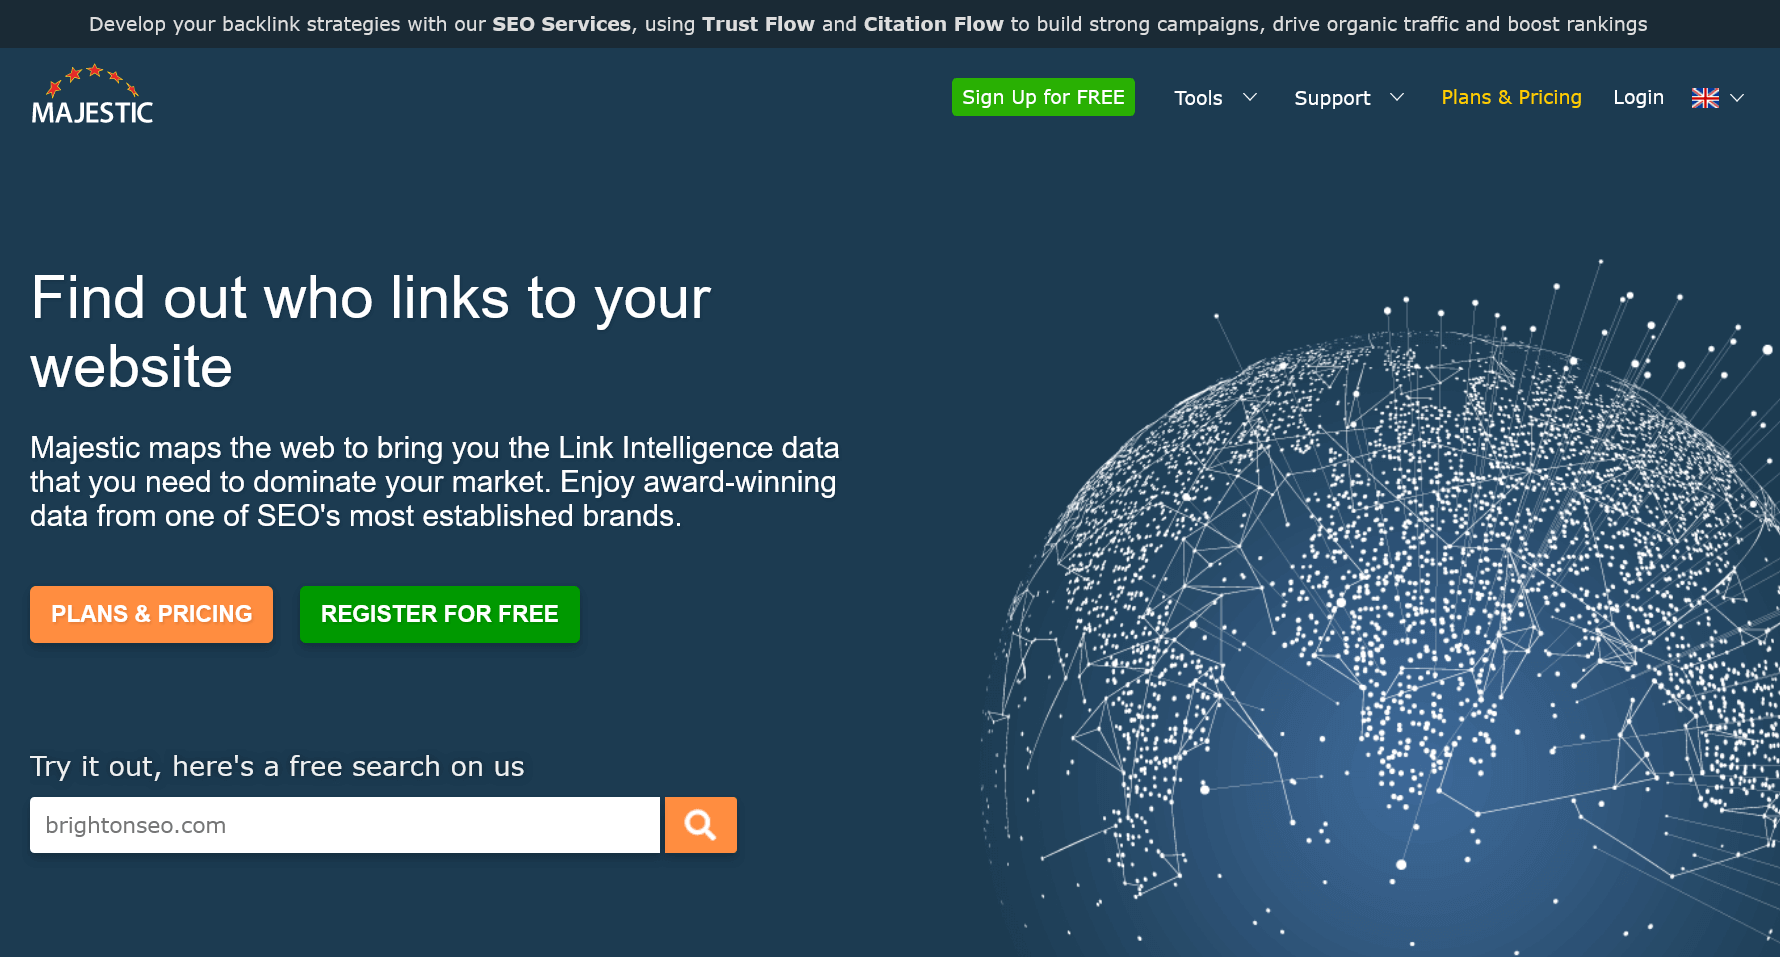 Develop your backlink strategies with our SEO Services, using Trust Flow and Citation Flow to build strong campaigns, drive organic traffic and boost rankings
MAJESTIC
Sign Up for FREE
Tools
Support
Plans & Pricing
Login
Find out who links to your
website
Majestic maps the web to bring you the Link Intelligence data
that you need to dominate your market. Enjoy award-winning
data from one of SEO's most established brands.
PLANS & PRICING
REGISTER FOR FREE
Try it out, here's a free search on us
brightonseo.com